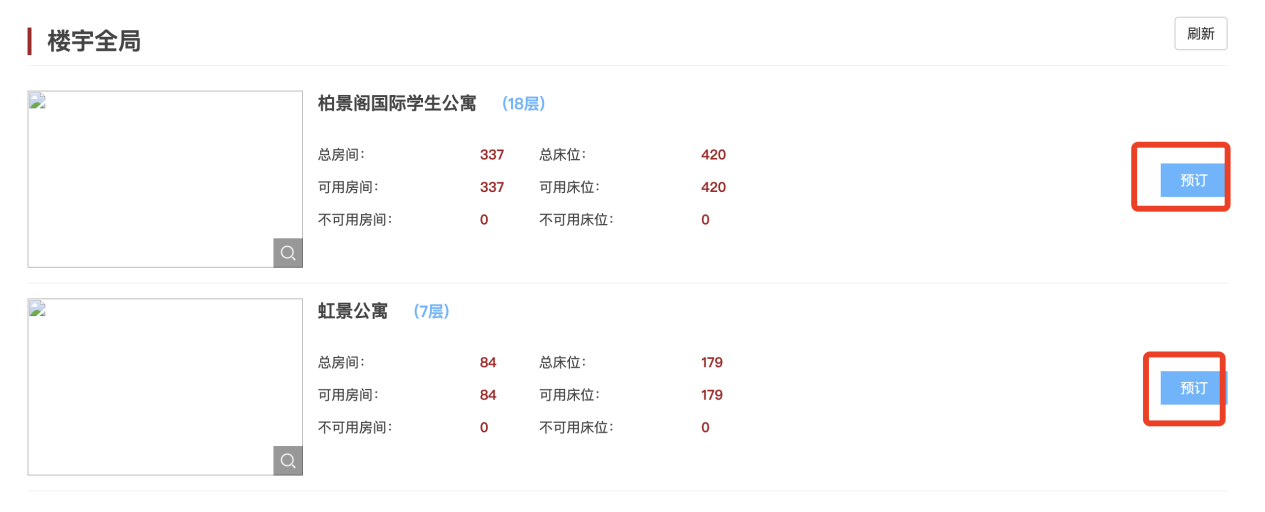 楼宇全局
刷新
柏景阁国际学生公寓 (18层)
总房间: 337 总床位: 420
可用房间: 337 可用床位: 420
不可用房间: 0 不可用床位: 0
预订
虹景公寓 (7层)
总房间: 84 总床位: 179
可用房间: 84 可用床位: 179
不可用房间: 0 不可用床位: 0
预订